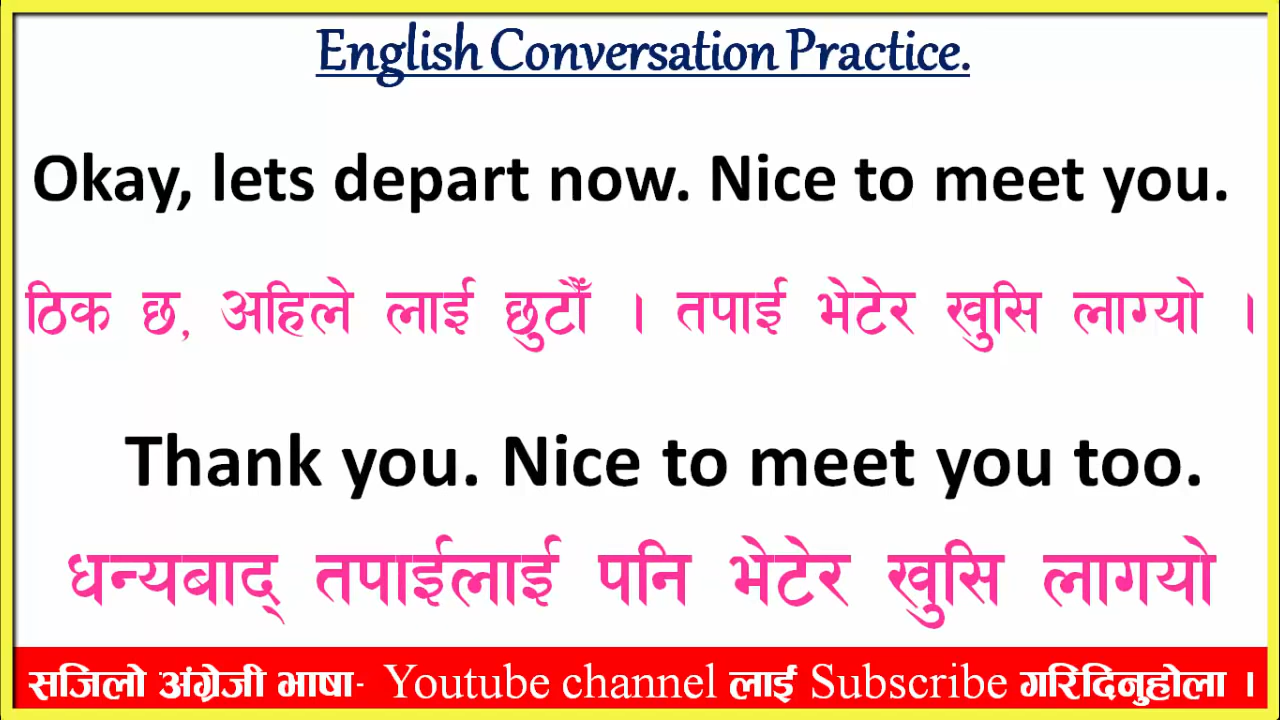 English Conversation Practice.
Okay, lets depart now. Nice to meet you.
ठिक छ, अहिले लाई छुटौँ । तपाई भेटेर खुसि लाग्यो ।
Thank you. Nice to meet you too.
धन्यबाद् तपाईलाई पनि भेटेर खुसि लागयो
सजिलो अंग्रेजी भाषा- Youtube channel लाई Subscribe गरिदिनुहोला ।